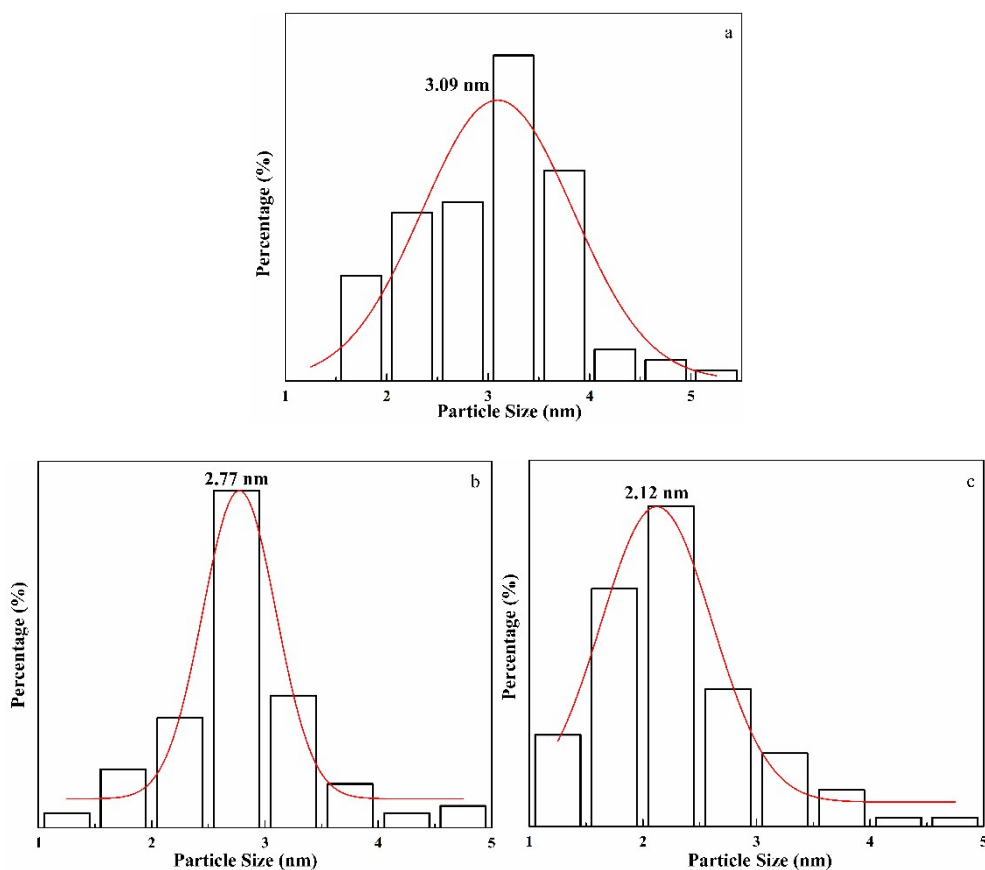 a
3.09 nm
Percentage (%)
1 2 3 4 5
Particle Size (nm)
b
2.77 nm
Percentage (%)
1 2 3 4 5
Particle Size (nm)
c
2.12 nm
Percentage (%)
1 2 3 4 5
Particle Size (nm)